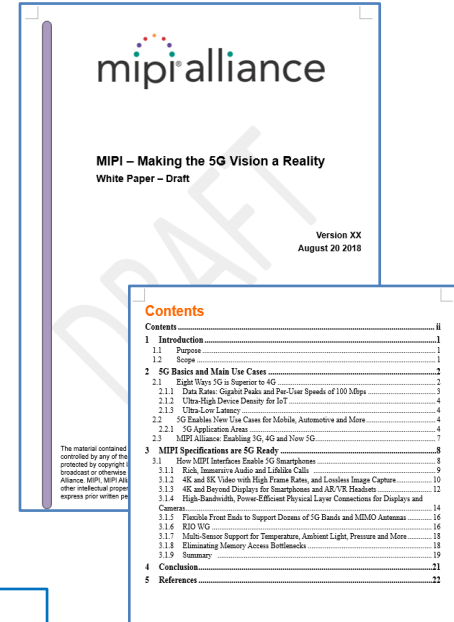 mipi alliance
MIPI – Making the 5G Vision a Reality
White Paper – Draft
DRAFT
Version XX
August 20 2018
The material contained
controlled by any of the
protected by copyright l
broadcast or otherwise
Alliance. MIPI, MIPI Alli
other intellectual proper
express prior written pe
Contents
Contents ii
1 Introduction 1
1.1 Purpose 1
1.2 Scope 1
2 5G Basics and Main Use Cases 2
2.1 Eight Ways 5G is Superior to 4G 2
2.1.1 Data Rates: Gigabit Peaks and Per-User Speeds of 100 Mbps 3
2.1.2 Ultra-High Device Density for IoT 4
2.1.3 Ultra-Low Latency 4
2.2 5G Enables New Use Cases for Mobile, Automotive and More 4
2.2.1 5G Application Areas 4
2.3 MIPI Alliance: Enabling 3G, 4G and Now 5G 7
3 MIPI Specifications are 5G Ready 8
3.1 How MIPI Interfaces Enable 5G Smartphones 8
3.1.1 Rich, Immersive Audio and Lifelike Calls 9
3.1.2 4K and 8K Video with High Frame Rates, and Lossless Image Capture 10
3.1.3 4K and Beyond Displays for Smartphones and AR/VR Headsets 12
3.1.4 High-Bandwidth, Power-Efficient Physical Layer Connections for Displays and
Cameras 14
3.1.5 Flexible Front Ends to Support Dozens of 5G Bands and MIMO Antennas 16
3.1.6 RIO WG 16
3.1.7 Multi-Sensor Support for Temperature, Ambient Light, Pressure and More 18
3.1.8 Eliminating Memory Access Bottlenecks 18
3.1.9 Summary 19
4 Conclusion 21
5 References 22